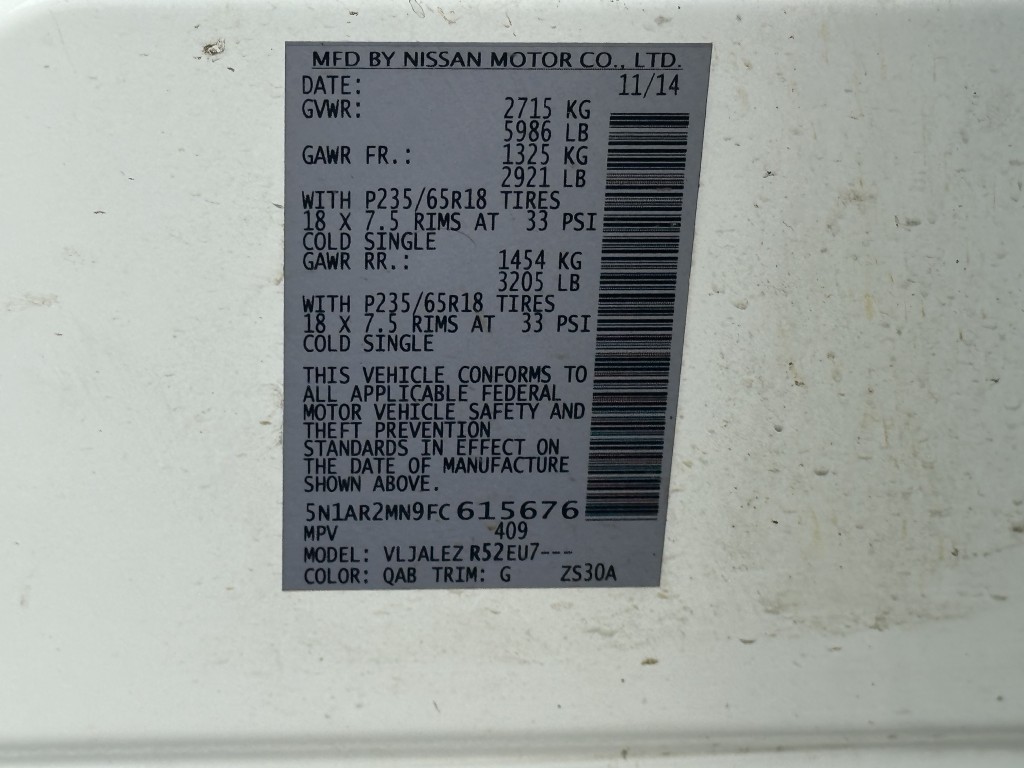 MFD BY NISSAN MOTOR CO., LTD.
DATE: 11/14
GVWR: 2715 KG
5986 LB
GAWR FR.: 1325 KG
2921 LB
WITH P235/65R18 TIRES
18 X 7.5 RIMS AT 33 PSI
COLD SINGLE
GAWR RR.: 1454 KG
3205 LB
WITH P235/65R18 TIRES
18 X 7.5 RIMS AT 33 PSI
COLD SINGLE
THIS VEHICLE CONFORMS TO
ALL APPLICABLE FEDERAL
MOTOR VEHICLE SAFETY AND
THEFT PREVENTION
STANDARDS IN EFFECT ON
THE DATE OF MANUFACTURE
SHOWN ABOVE.
5N1AR2MN9FC615676
MPV 409
MODEL: VLJALEZ R52EU7---
COLOR: QAB TRIM: G ZS30A